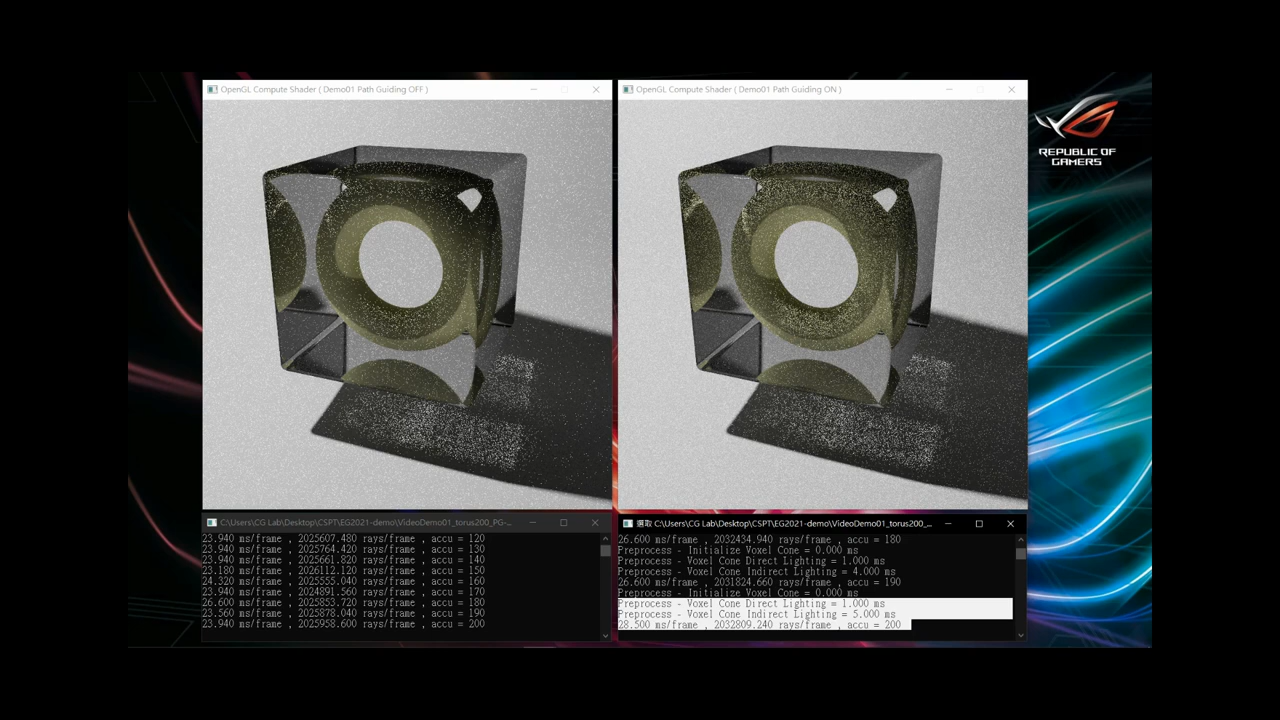 OpenGL Compute Shader ( Demo01 Path Guiding OFF )
OpenGL Compute Shader ( Demo01 Path Guiding ON )
REPUBLIC OF
GAMERS
C:\Users\CG Lab\Desktop\CSPT\EG2021-demo\VideoDemo01_torus200_PG-...
23.940 ms/frame , 2025607.480 rays/frame , accu = 120
23.940 ms/frame , 2025764.420 rays/frame , accu = 130
23.940 ms/frame , 2025661.820 rays/frame , accu = 140
23.180 ms/frame , 2026112.120 rays/frame , accu = 150
24.320 ms/frame , 2025555.040 rays/frame , accu = 160
23.940 ms/frame , 2024891.560 rays/frame , accu = 170
26.600 ms/frame , 2025853.720 rays/frame , accu = 180
23.560 ms/frame , 2025878.040 rays/frame , accu = 190
23.940 ms/frame , 2025958.600 rays/frame , accu = 200
選取 C:\Users\CG Lab\Desktop\CSPT\EG2021-demo\VideoDemo01_torus200_...
26.600 ms/frame , 2032434.940 rays/frame , accu = 180
Preprocess - Initialize Voxel Cone = 0.000 ms
Preprocess - Voxel Cone Direct Lighting = 1.000 ms
Preprocess - Voxel Cone Indirect Lighting = 4.000 ms
26.600 ms/frame , 2031824.660 rays/frame , accu = 190
Preprocess - Initialize Voxel Cone = 0.000 ms
Preprocess - Voxel Cone Direct Lighting = 1.000 ms
Preprocess - Voxel Cone Indirect Lighting = 5.000 ms
28.500 ms/frame , 2032809.240 rays/frame , accu = 200